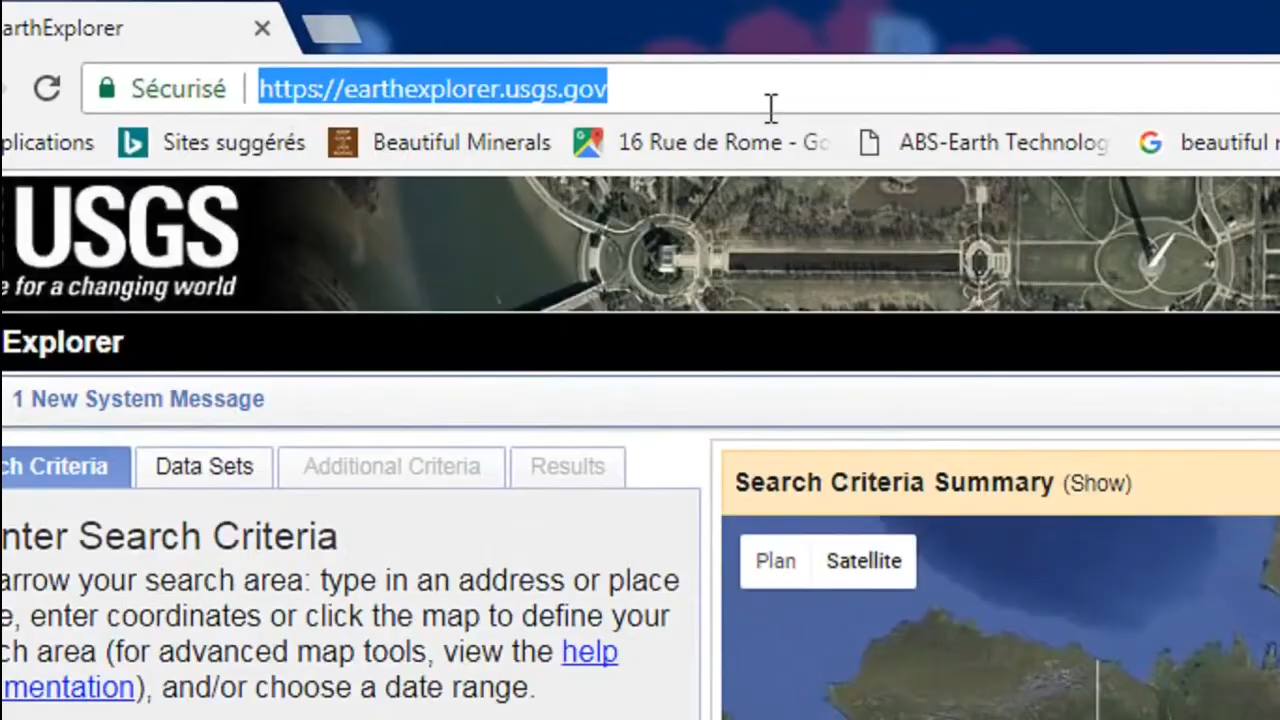 arthExplorer
Sécurisé https://earthexplorer.usgs.gov
plications Sites suggérés Beautiful Minerals 16 Rue de Rome - Go ABS-Earth Technolog beautiful
USGS
e for a changing world
Explorer
1 New System Message
ch Criteria Data Sets Additional Criteria Results
nter Search Criteria
arrow your search area: type in an address or place
e, enter coordinates or click the map to define your
ch area (for advanced map tools, view the help
mentation), and/or choose a date range.
Search Criteria Summary (Show)
Plan Satellite